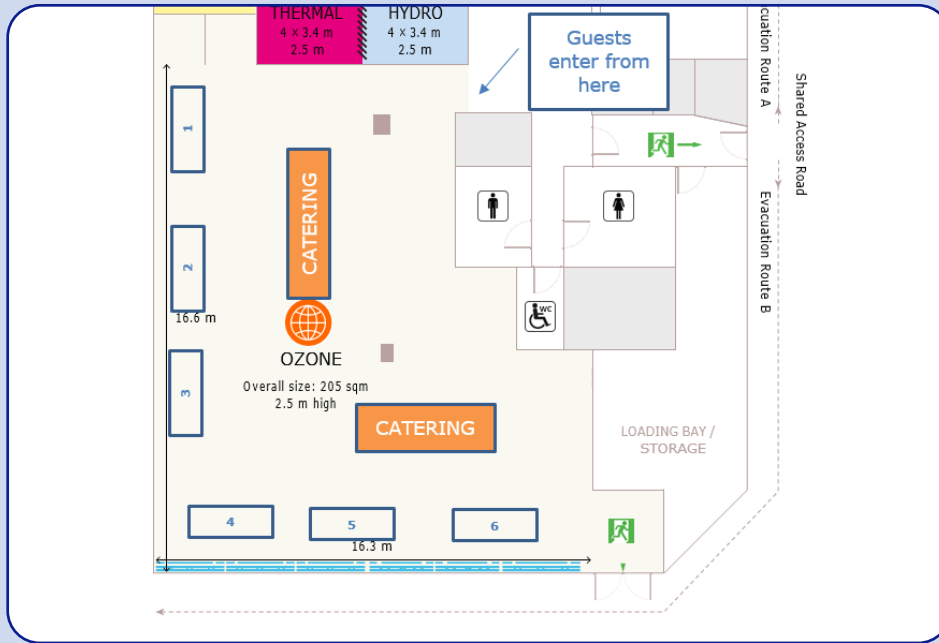 THERMAL
4 × 3.4 m
2.5 m
HYDRO
4 × 3.4 m
2.5 m
Guests
enter from
here
Evacuation Route B
Shared Access Road
1
2
3
16.6 m
CATERING
WC
OZONE
Overall size: 205 sqm
2.5 m high
CATERING
LOADING BAY /
STORAGE
4
5
6
16.3 m